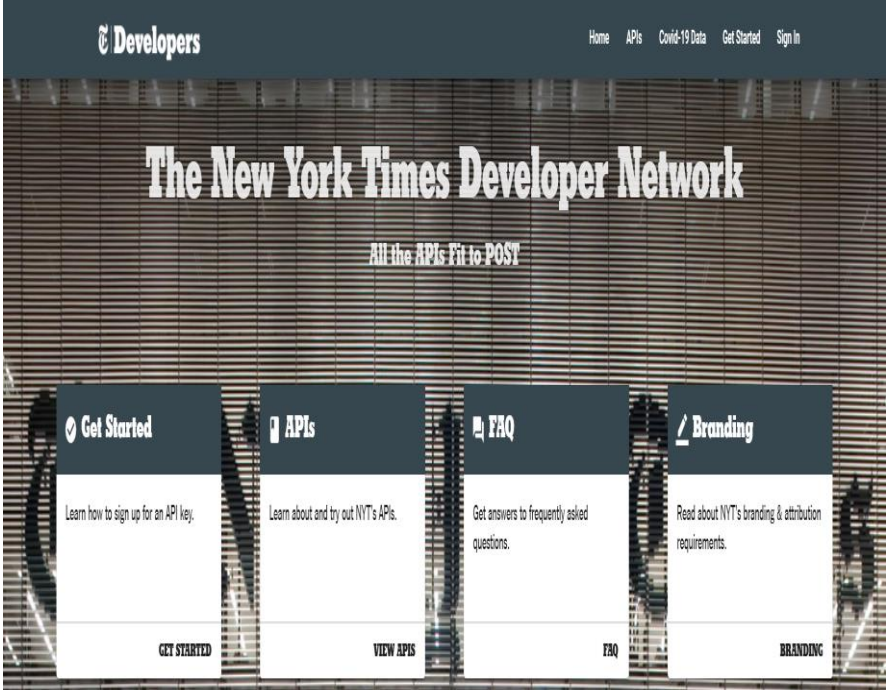 Developers
Home APIs Covid-19 Data Get Started Sign In
The New York Times Developer Network
All the APIs Fit to POST
Get Started
Learn how to sign up for an API key.
GET STARTED
APIs
Learn about and try out NYT's APIs.
VIEW APIS
FAQ
Get answers to frequently asked
questions.
FAQ
Branding
Read about NYT's branding & attribution
requirements.
BRANDING